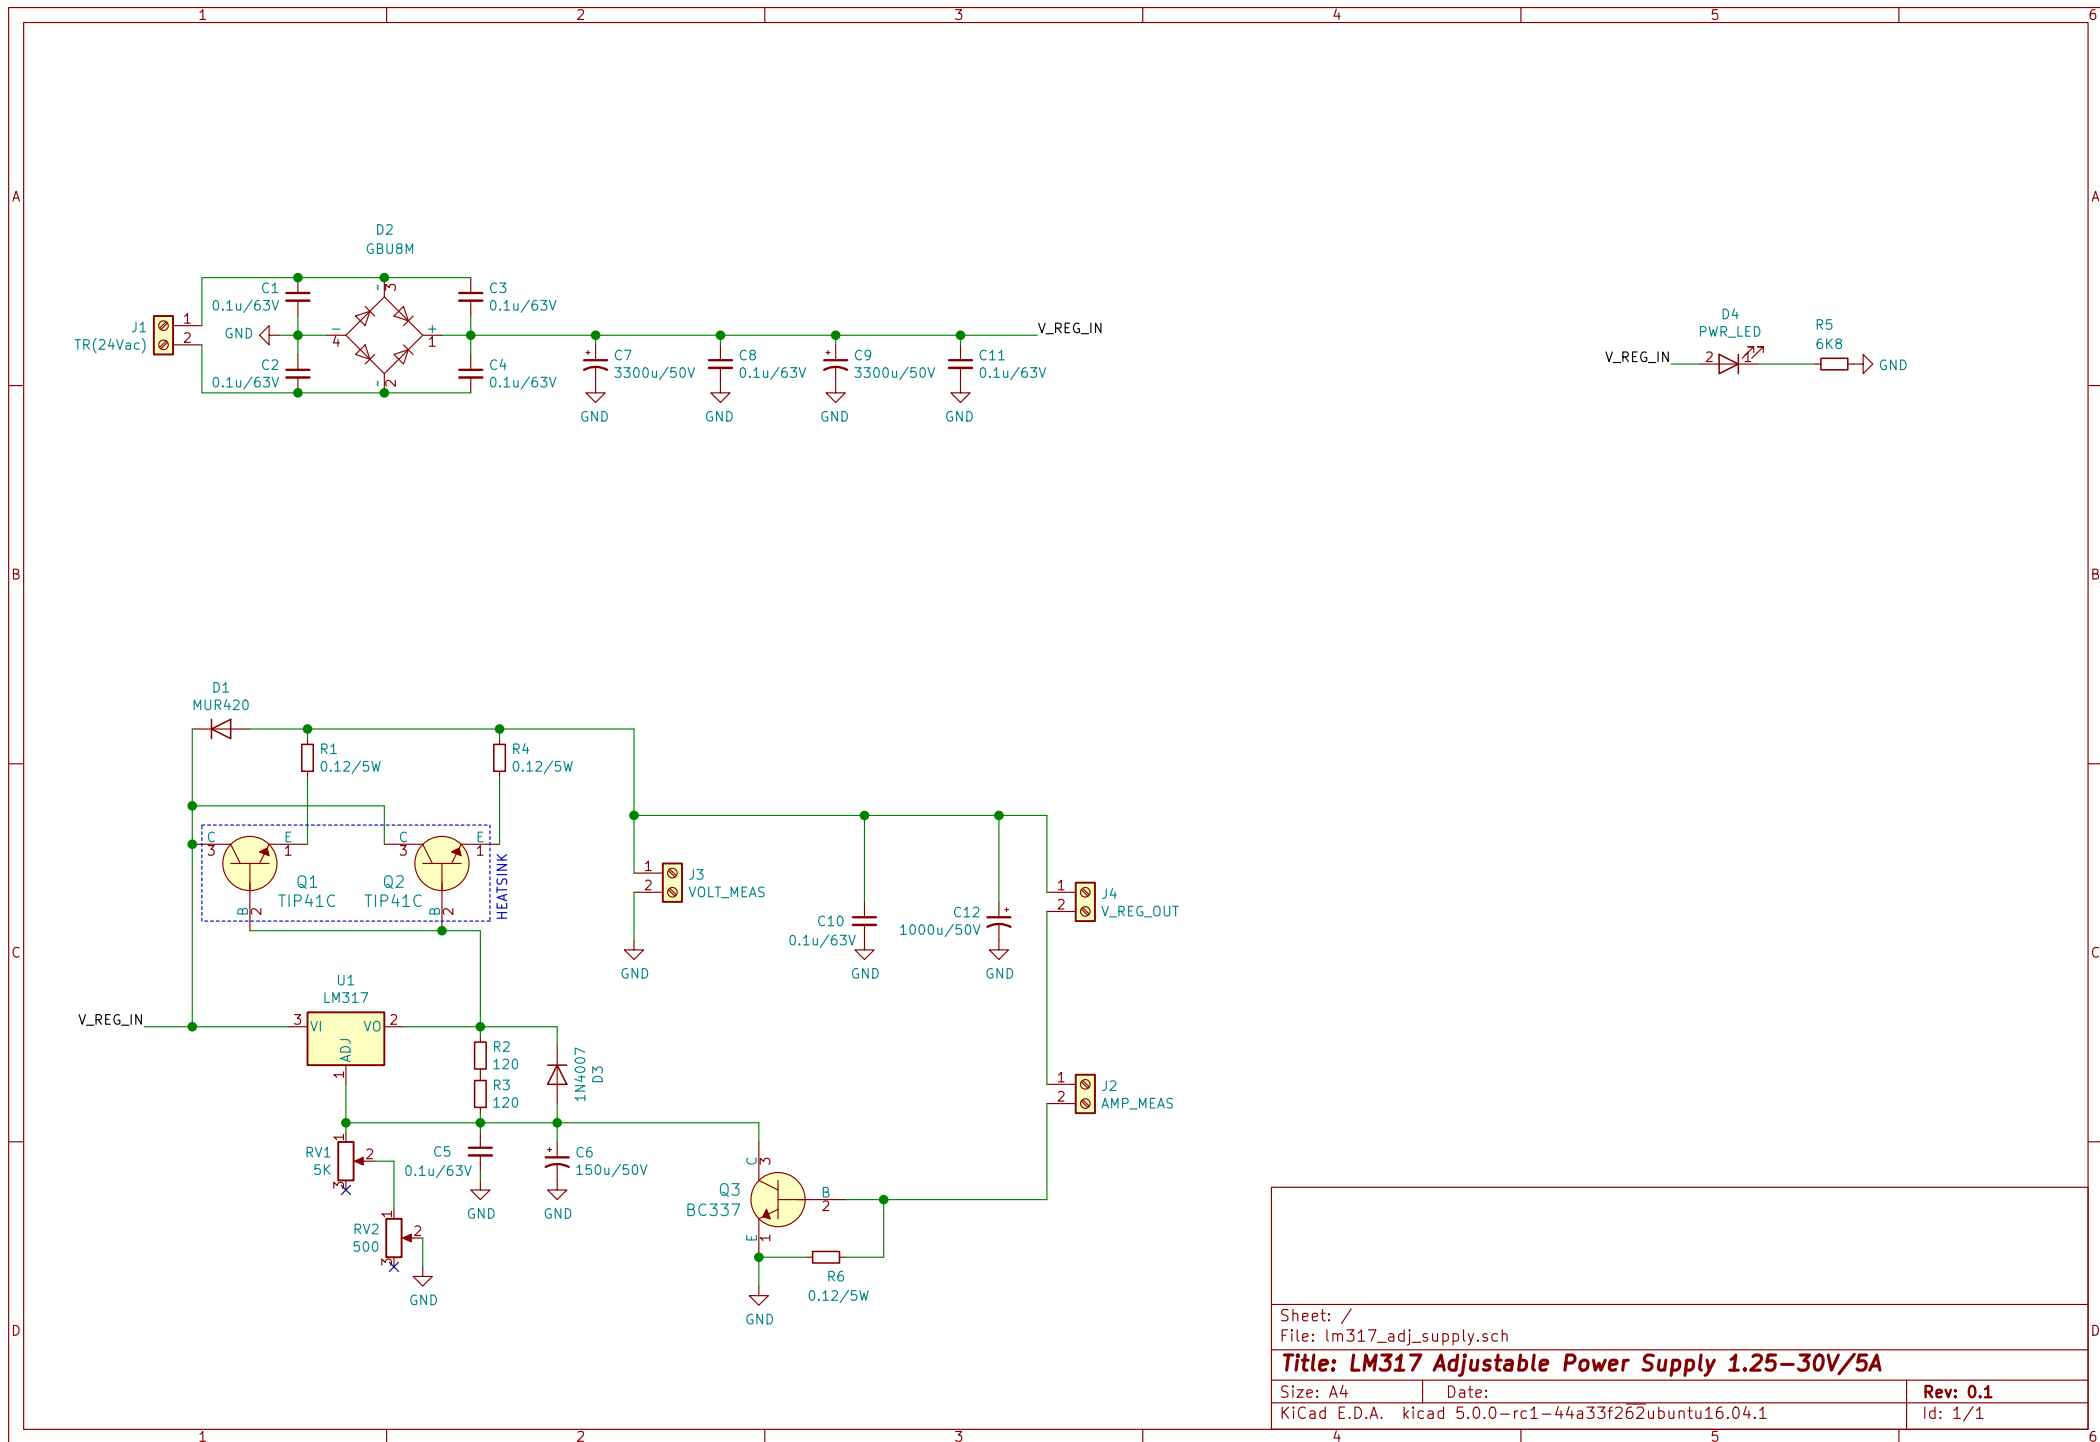 1 2 3 4 5 6
A A
D2
GBU8M
C1
0.1u/63V
~ 3
C3
0.1u/63V
J1
TR(24Vac)
1
2
GND
- 4
+ 1
V_REG_IN
C2
0.1u/63V
~ 2
C4
0.1u/63V
+ C7
3300u/50V
GND
C8
0.1u/63V
GND
+ C9
3300u/50V
GND
C11
0.1u/63V
GND
D4
PWR_LED
V_REG_IN
2 1
R5
6K8
GND
B B
D1
MUR420
R1
0.12/5W
R4
0.12/5W
C E
3 1
Q1
TIP41C
B 2
C E
3 1
Q2
TIP41C
B 2
HEATSINK
1
2
J3
VOLT_MEAS
GND
C10
0.1u/63V
GND
C12 +
1000u/50V
GND
1
2
J4
V_REG_OUT
C C
U1
LM317
V_REG_IN
3 VI VO 2
ADJ
1
R2
120
R3
120
1N4007
D3
1
2
J2
AMP_MEAS
RV1
5K
1
2
3
C5
0.1u/63V
GND
+ C6
150u/50V
GND
RV2
500
1
2
3
GND
Q3
BC337
C 3
B
2
E 1
R6
0.12/5W
GND
D D
Sheet: /
File: lm317_adj_supply.sch
Title: LM317 Adjustable Power Supply 1.25-30V/5A
Size: A4 Date: Rev: 0.1
KiCad E.D.A. kicad 5.0.0-rc1-44a33f262ubuntu16.04.1 Id: 1/1
1 2 3 4 5 6